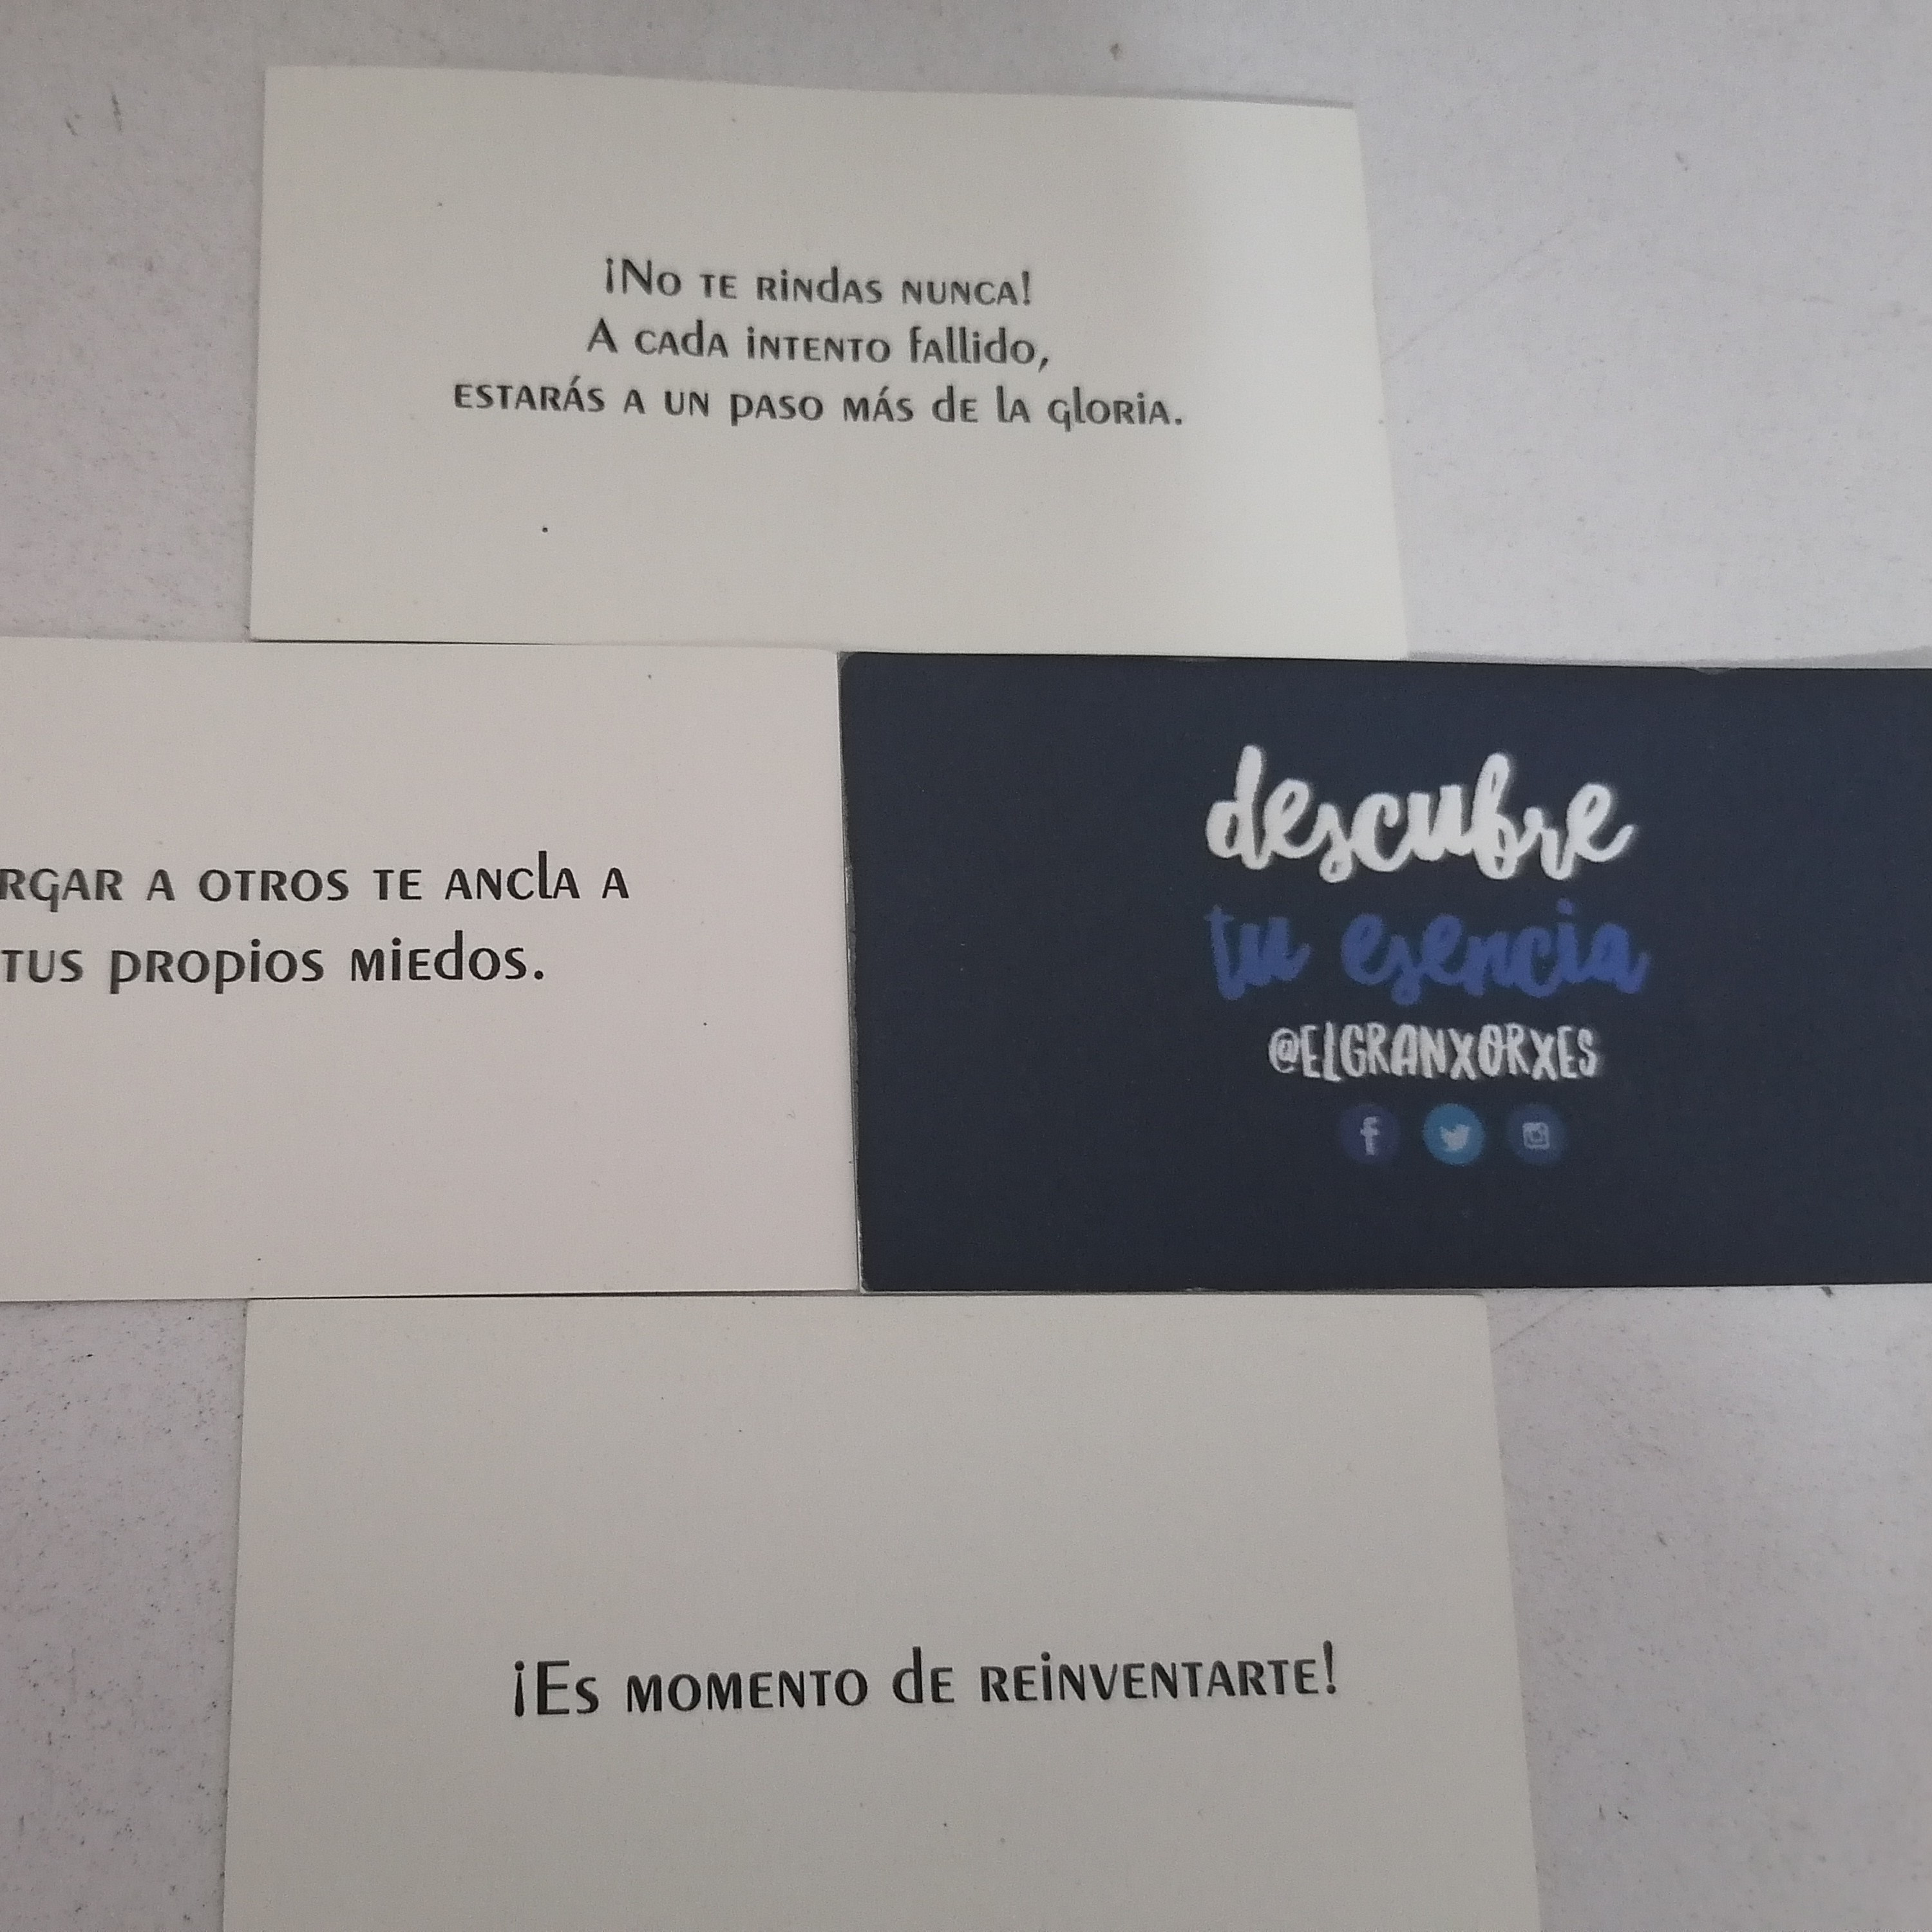 ¡No te rindas nunca!
A cada intento fallido,
estarás a un paso más de la gloria.
a otros te ancla a
tus propios miedos.
descubre
tu esencia
@ELGRANXORXES
¡Es momento de reinventarte!